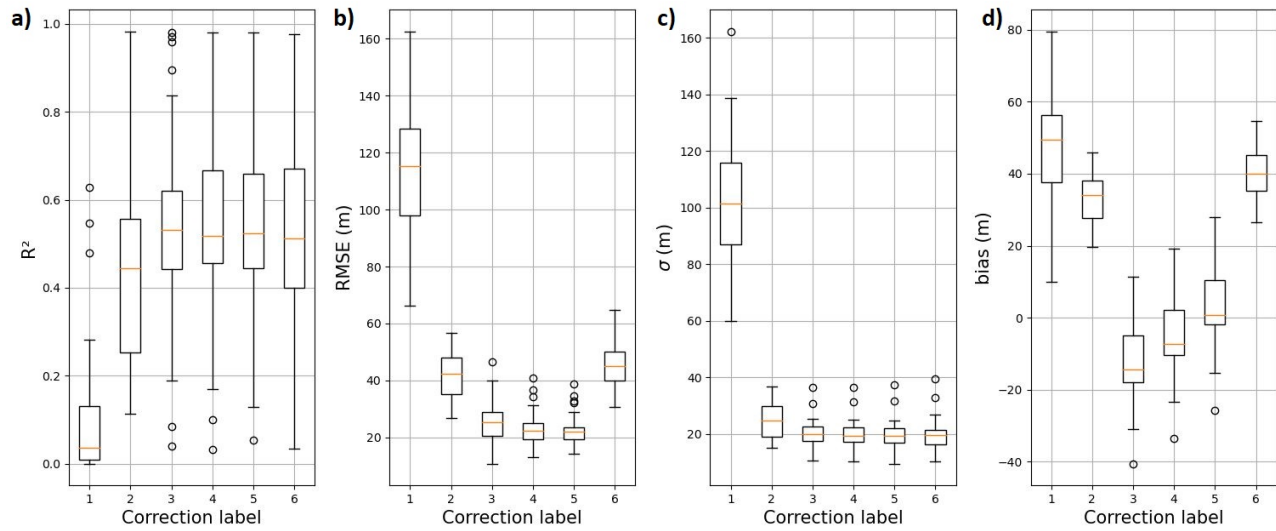 a)
1.0
0.8
0.6
0.4
0.2
0.0
R²
1 2 3 4 5 6
Correction label
b)
160
140
120
100
80
60
40
20
RMSE (m)
1 2 3 4 5 6
Correction label
c)
160
140
120
100
80
60
40
20
σ (m)
1 2 3 4 5 6
Correction label
d)
80
60
40
20
0
−20
−40
bias (m)
1 2 3 4 5 6
Correction label